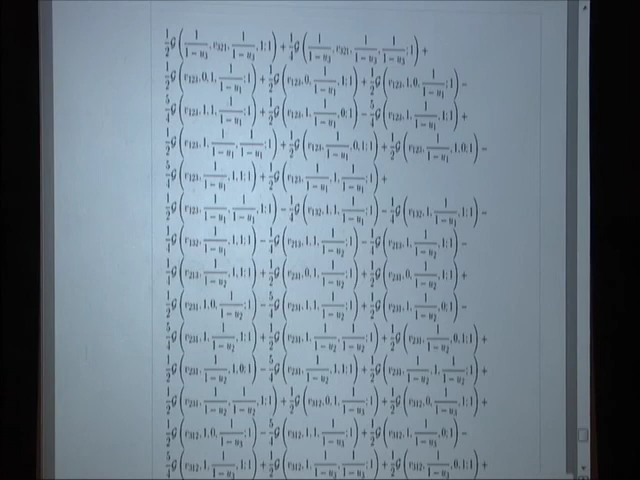 1/2 𝒢(1/(1−u₃), v₃₂₁, 1/(1−u₃), 1; 1) + 1/4 𝒢(1/(1−u₃), v₃₂₁, 1/(1−u₃), 1/(1−u₃); 1) +
1/2 𝒢(v₁₂₃, 0, 1, 1/(1−u₁); 1) + 1/2 𝒢(v₁₂₃, 0, 1/(1−u₁), 1; 1) + 1/2 𝒢(v₁₂₃, 1, 0, 1/(1−u₁); 1) −
5/4 𝒢(v₁₂₃, 1, 1, 1/(1−u₁); 1) + 1/2 𝒢(v₁₂₃, 1, 1/(1−u₁), 0; 1) − 5/4 𝒢(v₁₂₃, 1, 1/(1−u₁), 1; 1) +
1/2 𝒢(v₁₂₃, 1, 1/(1−u₁), 1/(1−u₁); 1) + 1/2 𝒢(v₁₂₃, 1/(1−u₁), 0, 1; 1) + 1/2 𝒢(v₁₂₃, 1/(1−u₁), 1, 0; 1) −
5/4 𝒢(v₁₂₃, 1/(1−u₁), 1, 1; 1) + 1/2 𝒢(v₁₂₃, 1/(1−u₁), 1, 1/(1−u₁); 1) +
1/2 𝒢(v₁₂₃, 1/(1−u₁), 1/(1−u₁), 1; 1) − 1/4 𝒢(v₁₃₂, 1, 1, 1/(1−u₁); 1) − 1/4 𝒢(v₁₃₂, 1, 1/(1−u₁), 1; 1) −
1/4 𝒢(v₁₃₂, 1/(1−u₁), 1, 1; 1) − 1/4 𝒢(v₂₁₃, 1, 1, 1/(1−u₂); 1) − 1/4 𝒢(v₂₁₃, 1, 1/(1−u₂), 1; 1) −
1/4 𝒢(v₂₁₃, 1/(1−u₂), 1, 1; 1) + 1/2 𝒢(v₂₃₁, 0, 1, 1/(1−u₂); 1) + 1/2 𝒢(v₂₃₁, 0, 1/(1−u₂), 1; 1) +
1/2 𝒢(v₂₃₁, 1, 0, 1/(1−u₂); 1) − 5/4 𝒢(v₂₃₁, 1, 1, 1/(1−u₂); 1) + 1/2 𝒢(v₂₃₁, 1, 1/(1−u₂), 0; 1) −
5/4 𝒢(v₂₃₁, 1, 1/(1−u₂), 1; 1) + 1/2 𝒢(v₂₃₁, 1, 1/(1−u₂), 1/(1−u₂); 1) + 1/2 𝒢(v₂₃₁, 1/(1−u₂), 0, 1; 1) +
1/2 𝒢(v₂₃₁, 1/(1−u₂), 1, 0; 1) − 5/4 𝒢(v₂₃₁, 1/(1−u₂), 1, 1; 1) + 1/2 𝒢(v₂₃₁, 1/(1−u₂), 1, 1/(1−u₂); 1) +
1/2 𝒢(v₂₃₁, 1/(1−u₂), 1/(1−u₂), 1; 1) + 1/2 𝒢(v₃₁₂, 0, 1, 1/(1−u₃); 1) + 1/2 𝒢(v₃₁₂, 0, 1/(1−u₃), 1; 1) +
1/2 𝒢(v₃₁₂, 1, 0, 1/(1−u₃); 1) − 5/4 𝒢(v₃₁₂, 1, 1, 1/(1−u₃); 1) + 1/2 𝒢(v₃₁₂, 1, 1/(1−u₃), 0; 1) −
5/4 𝒢(v₃₁₂, 1, 1/(1−u₃), 1; 1) + 1/2 𝒢(v₃₁₂, 1, 1/(1−u₃), 1/(1−u₃); 1) + 1/2 𝒢(v₃₁₂, 1/(1−u₃), 0, 1; 1) +